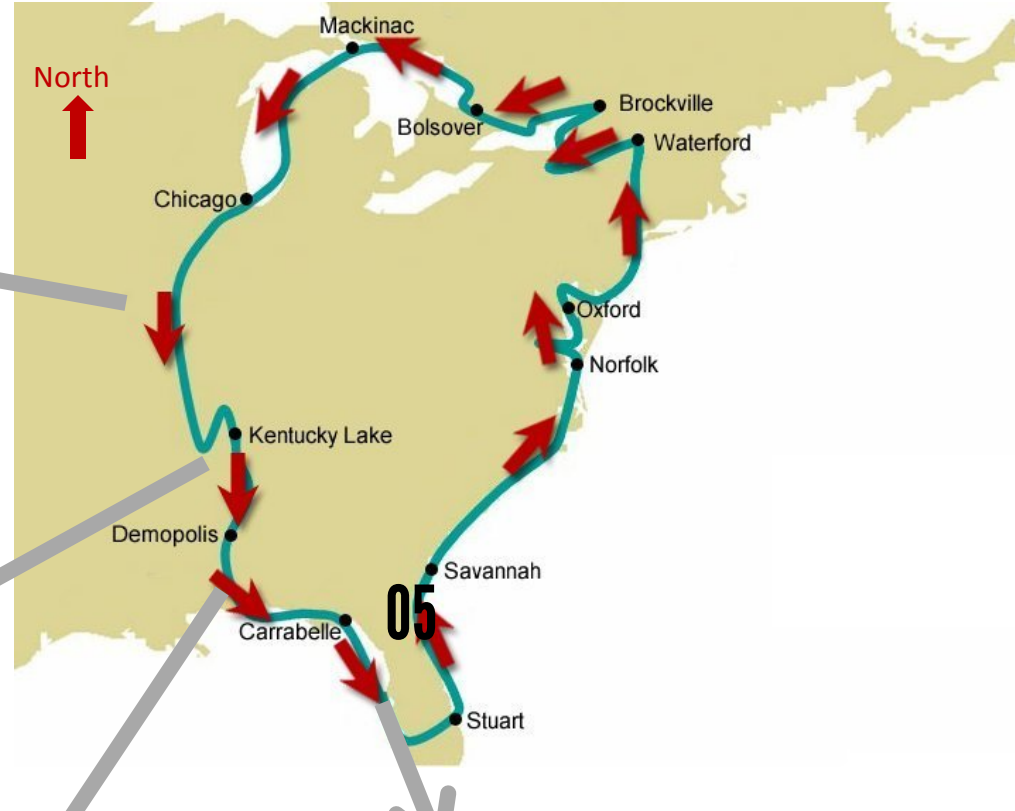 Mackinac
North
Brockville
Bolsover
Waterford
Chicago
Oxford
Norfolk
Kentucky Lake
Demopolis
Savannah
05
Carrabelle
Stuart